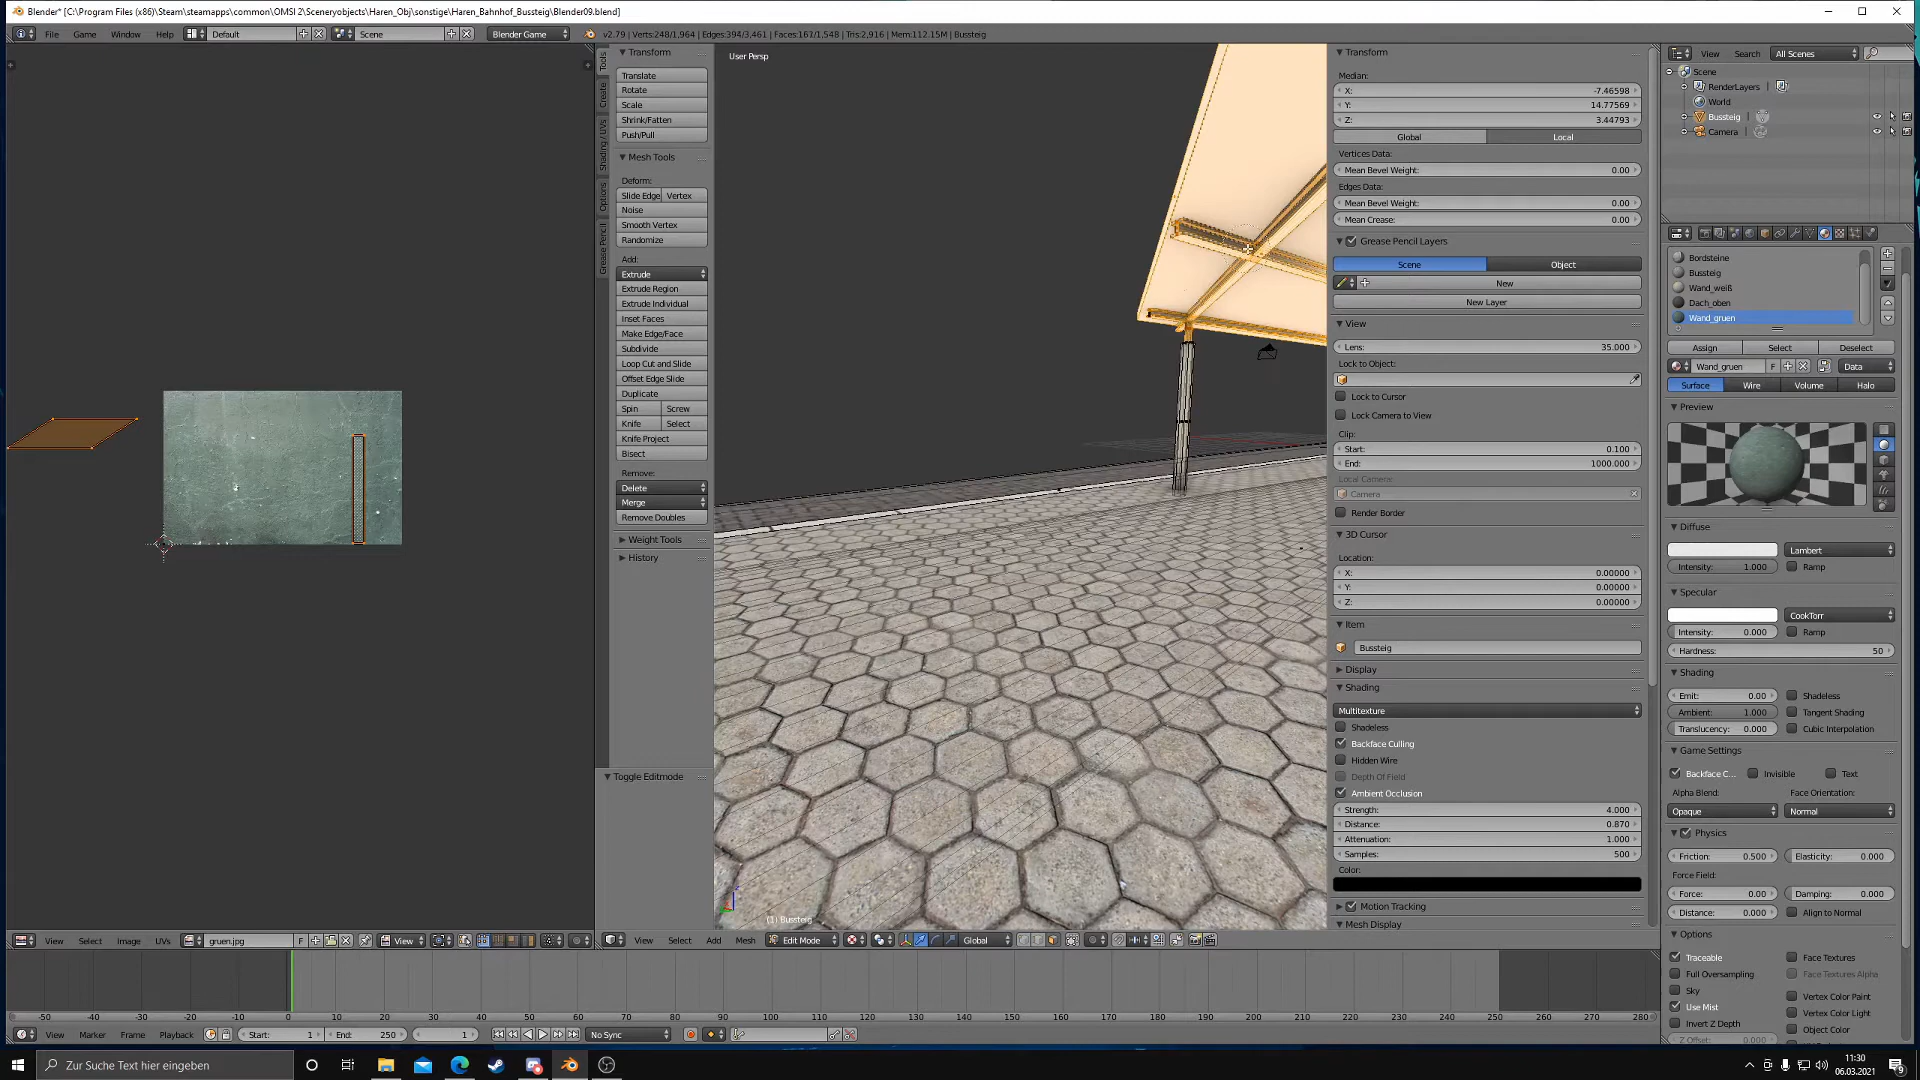 Blender* [C:\Program Files (x86)\Steam\steamapps\common\OMSI 2\Sceneryobjects\Haren_Obj\sonstige\Haren_Bahnhof_Bussteig\Blender09.blend]
File Game Window Help Default Scene Blender Game v2.79 | Verts:248/1,964 | Edges:394/3,461 | Faces:161/1,548 | Tris:2,916 | Mem:112.15M | Bussteig
Tools
Create
Shading / UVs
Options
Grease Pencil
Transform
Translate
Rotate
Scale
Shrink/Fatten
Push/Pull
Mesh Tools
Deform:
Slide Edge Vertex
Noise
Smooth Vertex
Randomize
Add:
Extrude
Extrude Region
Extrude Individual
Inset Faces
Make Edge/Face
Subdivide
Loop Cut and Slide
Offset Edge Slide
Duplicate
Spin Screw
Knife Select
Knife Project
Bisect
Remove:
Delete
Merge
Remove Doubles
Weight Tools
History
Toggle Editmode
User Persp
(1) Bussteig
Transform
Median:
X: -7.46598
Y: 14.77569
Z: 3.44793
Global Local
Vertices Data:
Mean Bevel Weight: 0.00
Edges Data:
Mean Bevel Weight: 0.00
Mean Crease: 0.00
Grease Pencil Layers
Scene Object
New
New Layer
View
Lens: 35.000
Lock to Object:
Lock to Cursor
Lock Camera to View
Clip:
Start: 0.100
End: 1000.000
Local Camera:
Camera
Render Border
3D Cursor
Location:
X: 0.00000
Y: 0.00000
Z: 0.00000
Item
Bussteig
Display
Shading
Multitexture
Shadeless
Backface Culling
Hidden Wire
Depth Of Field
Ambient Occlusion
Strength: 4.000
Distance: 0.870
Attenuation: 1.000
Samples: 500
Color:
Motion Tracking
Mesh Display
View Search All Scenes
Scene
RenderLayers
World
Bussteig
Camera
Bordsteine
Bussteig
Wand_weiß
Dach_oben
Wand_gruen
Assign Select Deselect
Wand_gruen F Data
Surface Wire Volume Halo
Preview
Diffuse
Lambert
Intensity: 1.000 Ramp
Specular
CookTorr
Intensity: 0.000 Ramp
Hardness: 50
Shading
Emit: 0.00 Shadeless
Ambient: 1.000 Tangent Shading
Translucency: 0.000 Cubic Interpolation
Game Settings
Backface C... Invisible Text
Alpha Blend: Face Orientation:
Opaque Normal
Physics
Friction: 0.500 Elasticity: 0.000
Force Field:
Force: 0.00 Damping: 0.000
Distance: 0.000 Align to Normal
Options
Traceable Face Textures
Full Oversampling Face Textures Alpha
Sky Vertex Color Paint
Use Mist Vertex Color Light
Invert Z Depth Object Color
View Select Image UVs gruen.jpg F View
View Select Add Mesh Edit Mode Global
-50 -40 -30 -20 -10 0 10 20 30 40 50 60 70 80 90 100 110 120 130 140 150 160 170 180 190 200 210 220 230 240 250 260 270 280
View Marker Frame Playback Start: 1 End: 250 1 No Sync
Zur Suche Text hier eingeben
11:30
06.03.2021